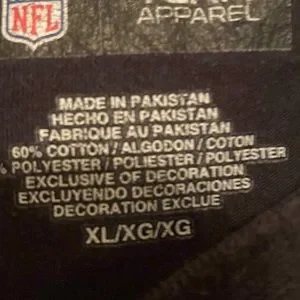 NFL
APPAREL
MADE IN PAKISTAN
HECHO EN PAKISTAN
FABRIQUE AU PAKISTAN
60% COTTON / ALGODON / COTON
% POLYESTER / POLIESTER / POLYESTER
EXCLUSIVE OF DECORATION
EXCLUYENDO DECORACIONES
DECORATION EXCLUE
XL/XG/XG